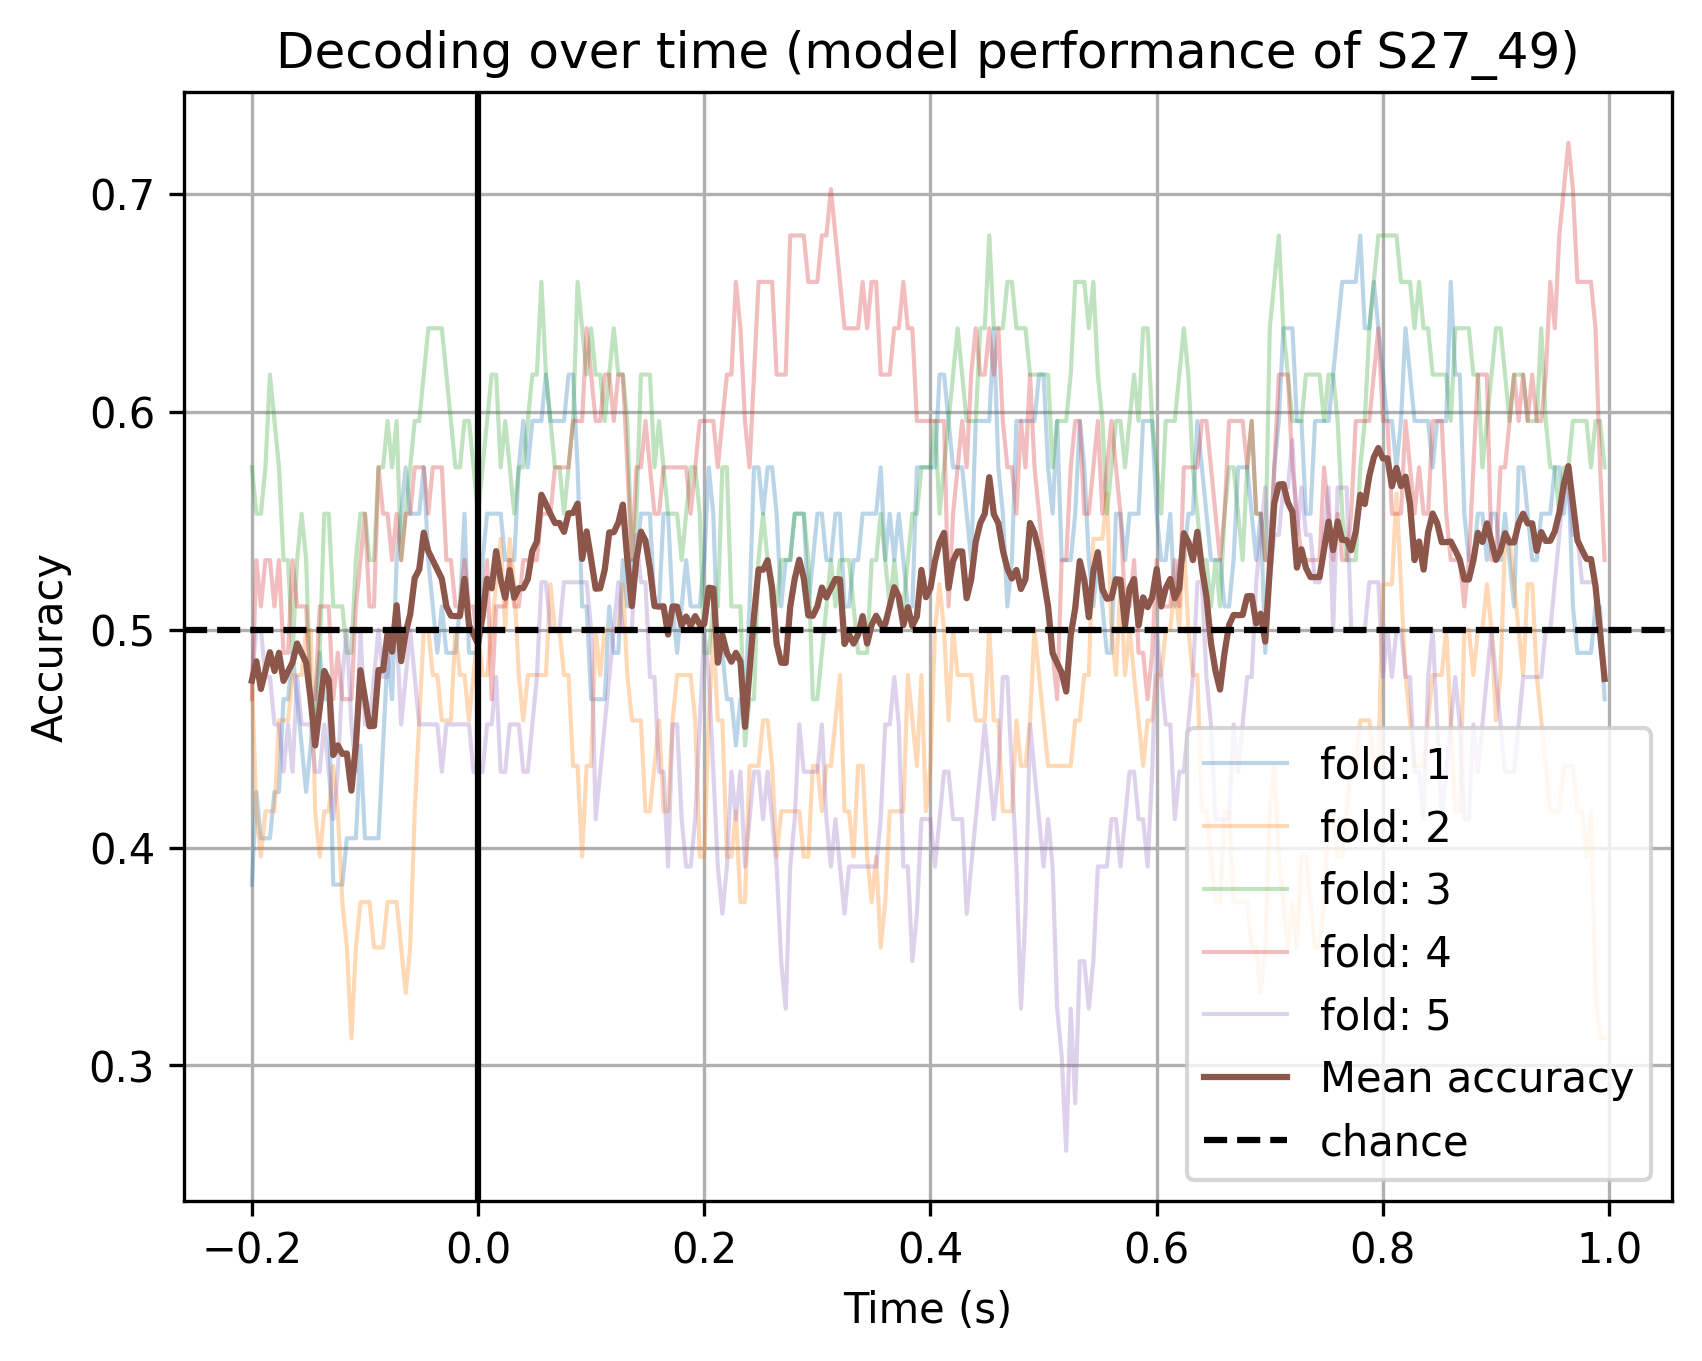 Decoding over time (model performance of S27_49)
Accuracy
0.7
0.6
0.5
0.4
0.3
fold: 1
fold: 2
fold: 3
fold: 4
fold: 5
Mean accuracy
chance
−0.2 0.0 0.2 0.4 0.6 0.8 1.0
Time (s)